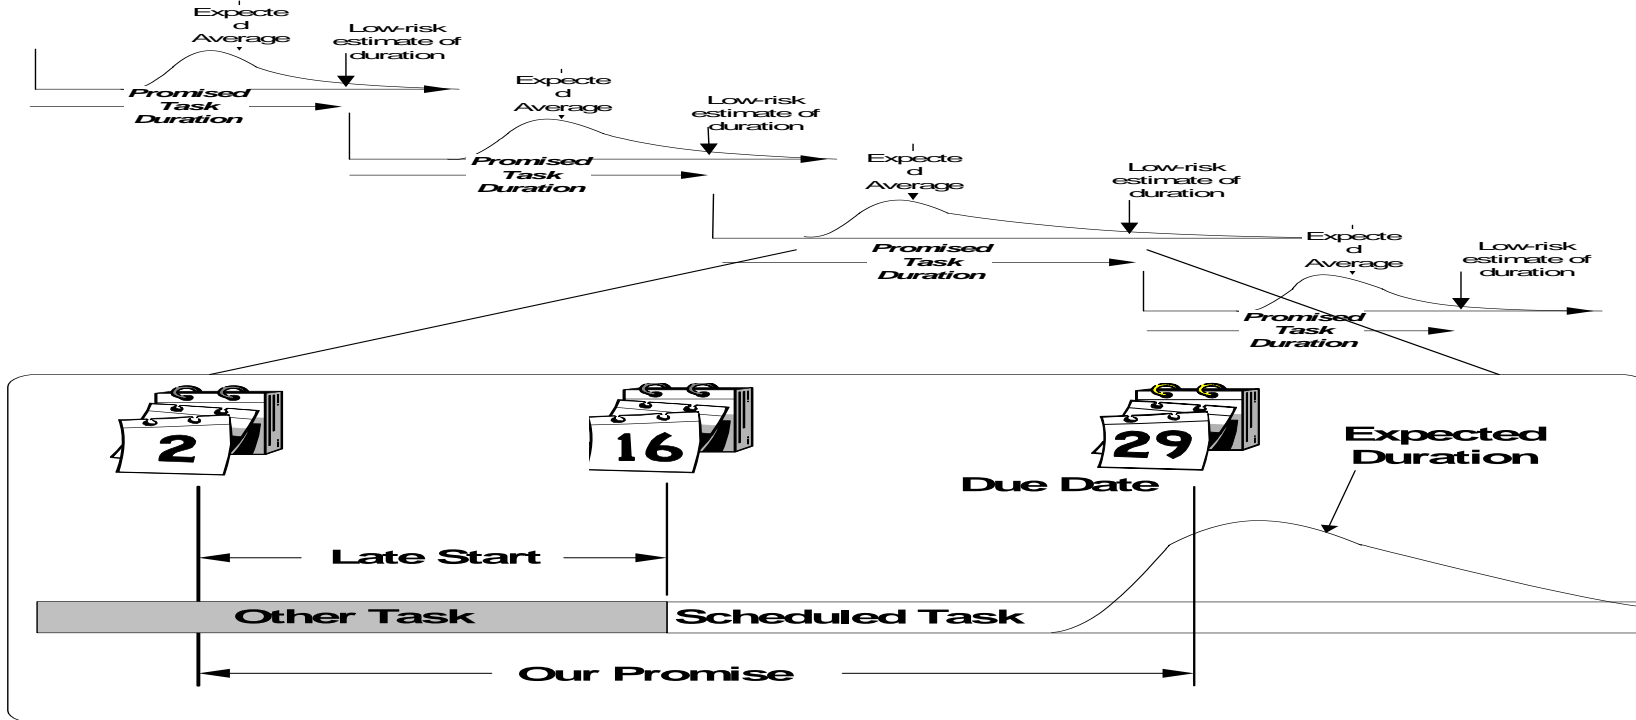 Expecte
d
Average
Low-risk
estimate of
duration
Promised
Task
Duration
Expecte
d
Average
Low-risk
estimate of
duration
Promised
Task
Duration
Expecte
d
Average
Low-risk
estimate of
duration
Promised
Task
Duration
Expecte
d
Average
Low-risk
estimate of
duration
Promised
Task
Duration
2
16
29
Expected
Duration
Due Date
Late Start
Other Task
Scheduled Task
Our Promise